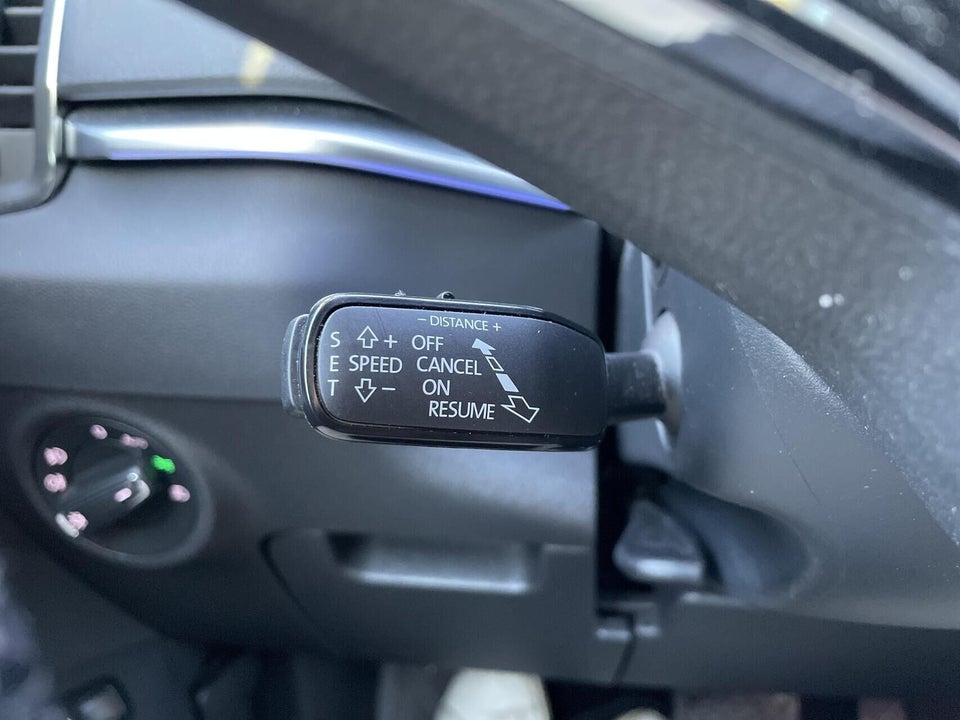 - DISTANCE +
S + OFF
E SPEED CANCEL
T - ON
RESUME